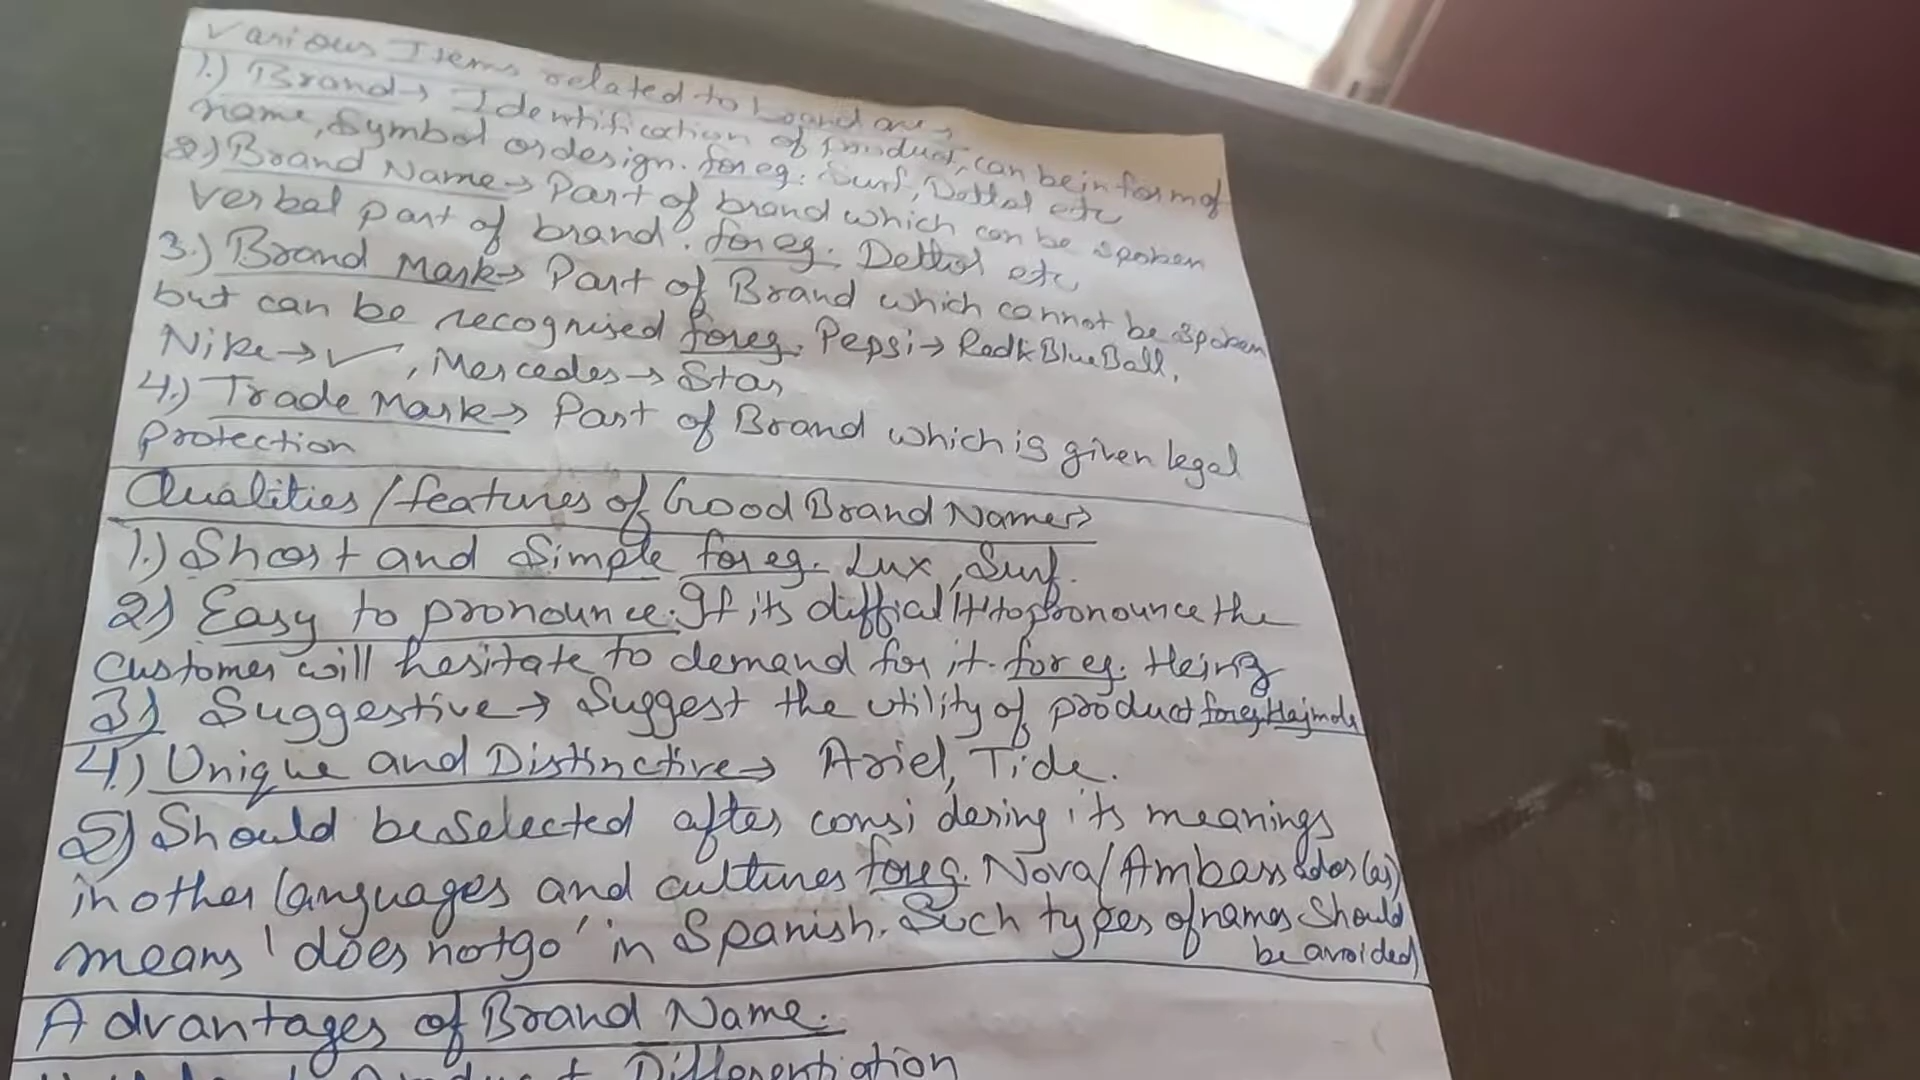 Various Items related to brand are →
1.) Brand → Identification of product, can be in form of
name, symbol or design. for eg: Surf, Dettol etc
2.) Brand Name → Part of brand which can be spoken
Verbal part of brand. for eg. Dettol etc
3.) Brand Mark → Part of Brand which cannot be spoken
but can be recognised for eg. Pepsi → Red & Blue Ball,
Nike → ✓, Mercedes → Star,
4.) Trade Mark → Part of Brand which is given legal
protection
Qualities/features of Good Brand Name →
1.) Short and Simple for eg. Lux, Surf.
2) Easy to pronounce. If its difficult to pronounce the
customer will hesitate to demand for it. for eg. Heinz
3) Suggestive → Suggest the utility of product for eg. Hajmola
4.) Unique and Distinctive → Ariel, Tide.
5) Should be selected after considering its meanings
in other languages and cultures for eg. Nova/Ambassador (as)
means 'does not go' in Spanish. Such types of names should
be avoided
Advantages of Brand Name.
Product Differentiation